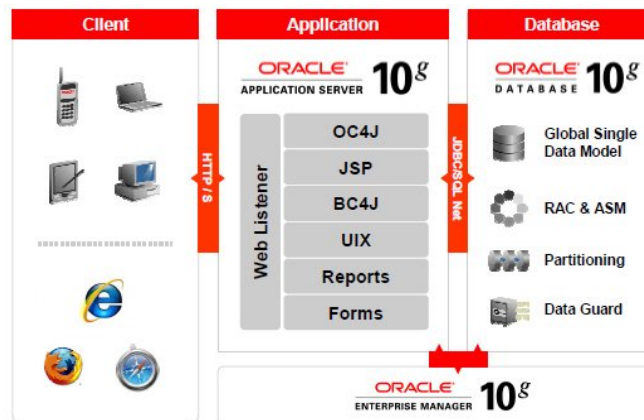 Client
Application
Database
ORACLE
APPLICATION SERVER 10g
ORACLE
DATABASE 10g
HTTP / S
JDBC/SQL Net
Web Listener
OC4J
JSP
BC4J
UIX
Reports
Forms
Global Single
Data Model
RAC & ASM
Partitioning
Data Guard
ORACLE
ENTERPRISE MANAGER 10g